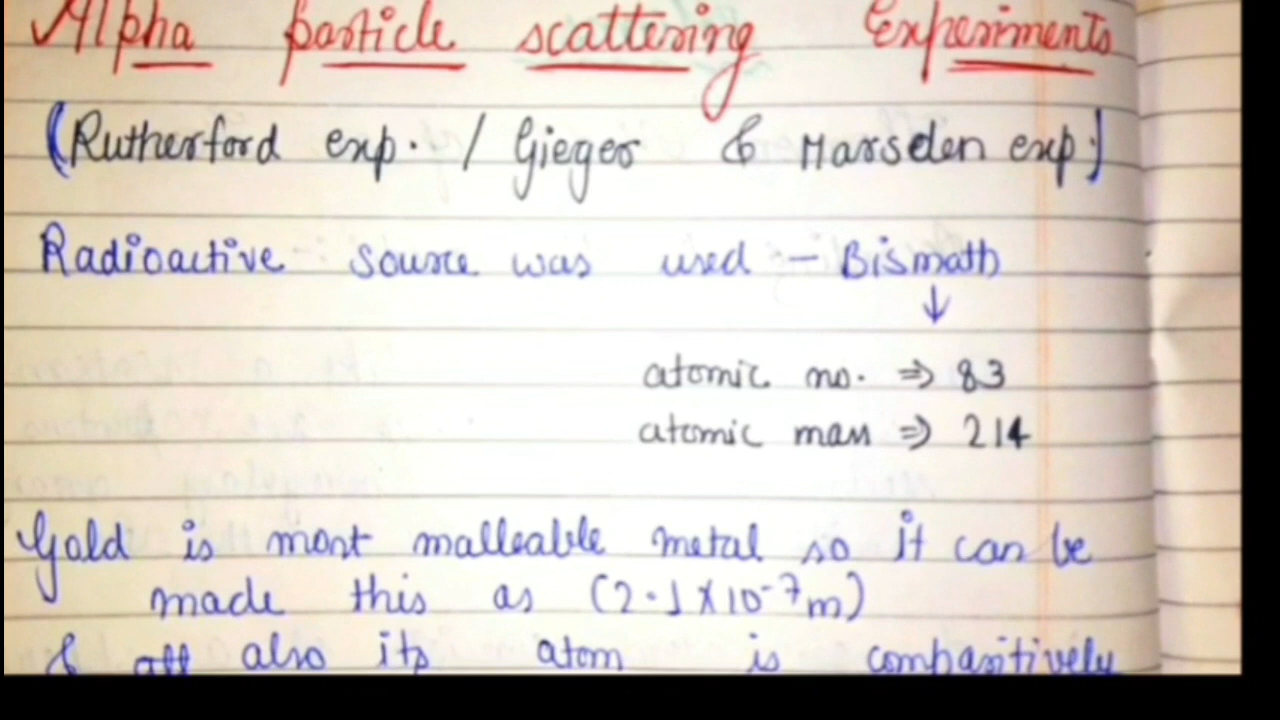 Alpha particle scattering Experiments
(Rutherford exp. / Gieger & Marsden exp.)
Radioactive source was used - Bismath
↓
atomic no. ⇒ 83
atomic mass ⇒ 214
Gold is most malleable metal so it can be
made this as (2.1 X 10⁻⁷ m)
& also its atom is comparitively